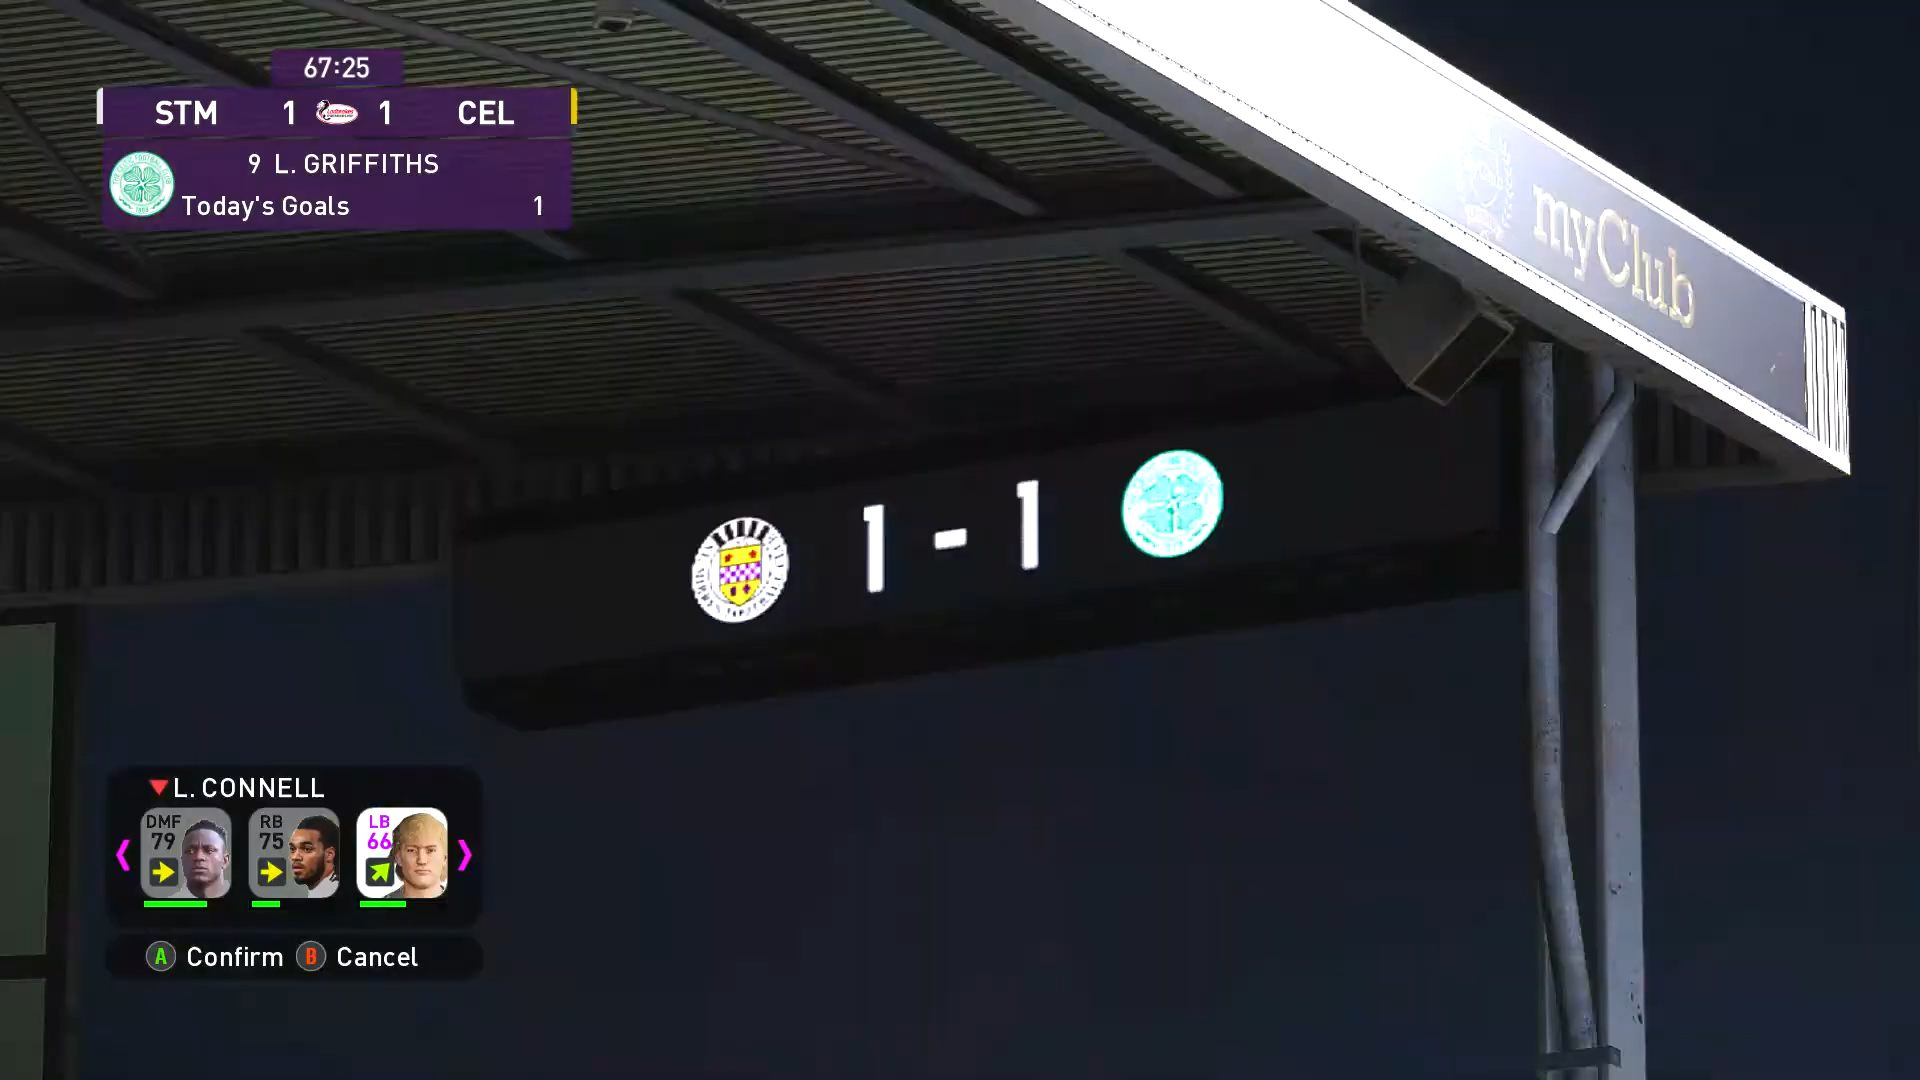 67:25
STM 1 Ladbrokes 1 CEL
9 L. GRIFFITHS
Today's Goals 1
myClub
1 - 1
L. CONNELL
DMF RB LB
79 75 66
A Confirm B Cancel